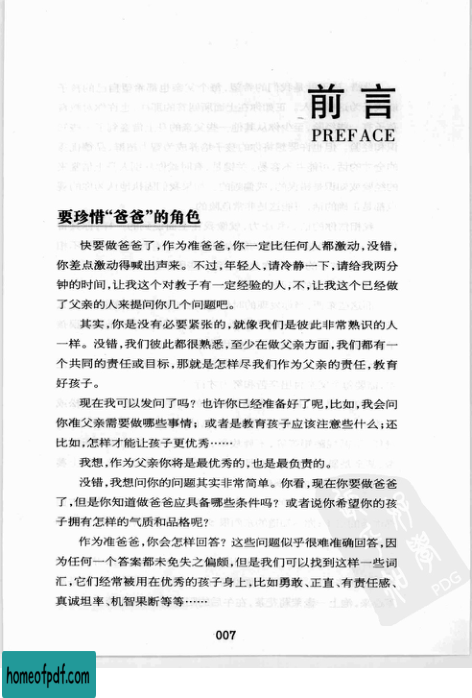 前言
PREFACE
要珍惜“爸爸”的角色
快要做爸爸了,作为准爸爸,你一定比任何人都激动,没错,
你差点激动得喊出声来。不过,年轻人,请冷静一下,请给我两分
钟的时间,让我这个对教子有一定经验的人,不,让我这个已经做
了父亲的人来提问你几个问题吧。
其实,你是没有必要紧张的,就像我们是彼此非常熟识的人
一样。没错,我们彼此都很熟悉,至少在做父亲方面,我们都有一
个共同的责任或目标,那就是怎样尽我们作为父亲的责任,教育
好孩子。
现在我可以发问了吗?也许你已经准备好了呢,比如,我会问
你准父亲需要做哪些事情;或者是教育孩子应该注意些什么;还
比如,怎样才能让孩子更优秀……
我想,作为父亲你将是最优秀的,也是最负责的。
没错,我想问你的问题其实非常简单。你看,现在你要做爸爸
了,但是你知道做爸爸应具备哪些条件吗?或者说你希望你的孩
子拥有怎样的气质和品格呢?
作为准爸爸,你会怎样回答?这些问题似乎很难准确回答,因
为任何一个答案都未免失之偏颇,但是我们可以找到这样一些词
汇,它们经常被用在优秀的孩子身上,比如勇敢、正直、有责任感、
真诚坦率、机智果断等等……
PDG
007
homeofpdf.com